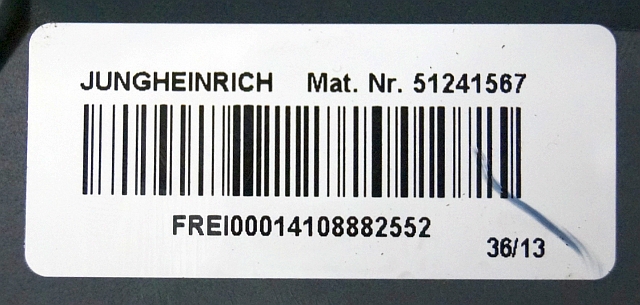 JUNGHEINRICH Mat. Nr. 51241567
FREI00014108882552
36/13